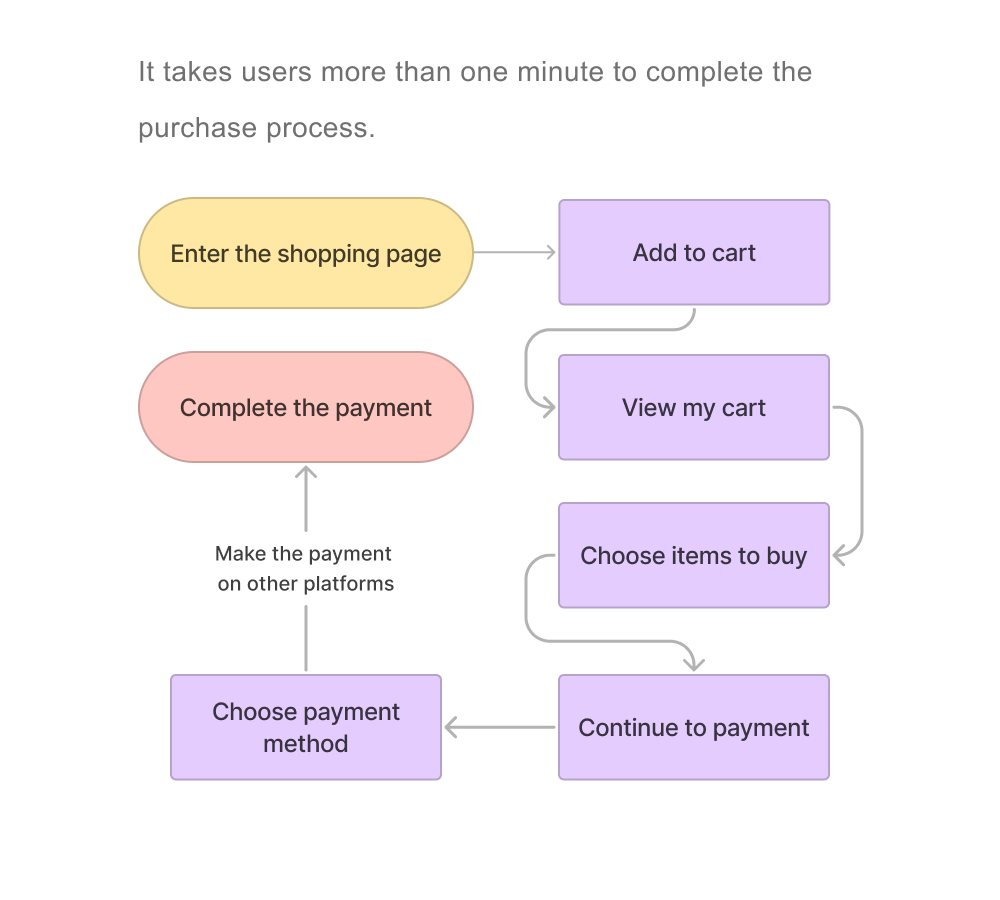 It takes users more than one minute to complete the
purchase process.
Enter the shopping page
Add to cart
View my cart
Choose items to buy
Continue to payment
Choose payment
method
Make the payment
on other platforms
Complete the payment